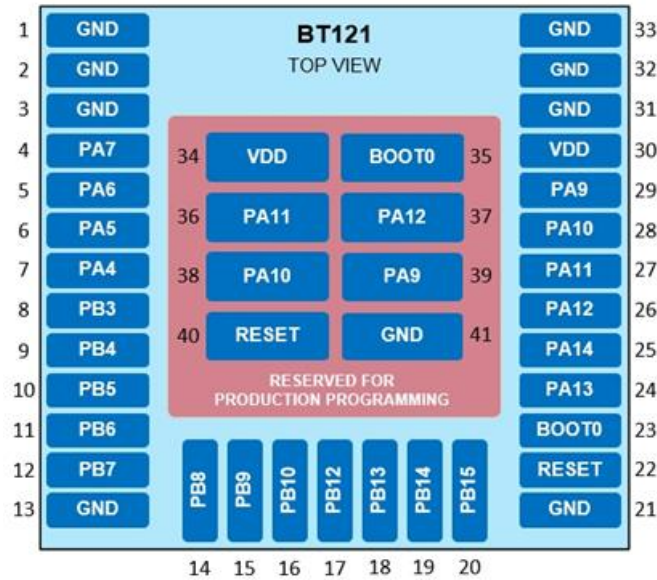 BT121
TOP VIEW
1 GND
2 GND
3 GND
4 PA7
5 PA6
6 PA5
7 PA4
8 PB3
9 PB4
10 PB5
11 PB6
12 PB7
13 GND
34 VDD BOOT0 35
36 PA11 PA12 37
38 PA10 PA9 39
40 RESET GND 41
RESERVED FOR
PRODUCTION PROGRAMMING
PB8 PB9 PB10 PB12 PB13 PB14 PB15
14 15 16 17 18 19 20
GND 33
GND 32
GND 31
VDD 30
PA9 29
PA10 28
PA11 27
PA12 26
PA14 25
PA13 24
BOOT0 23
RESET 22
GND 21